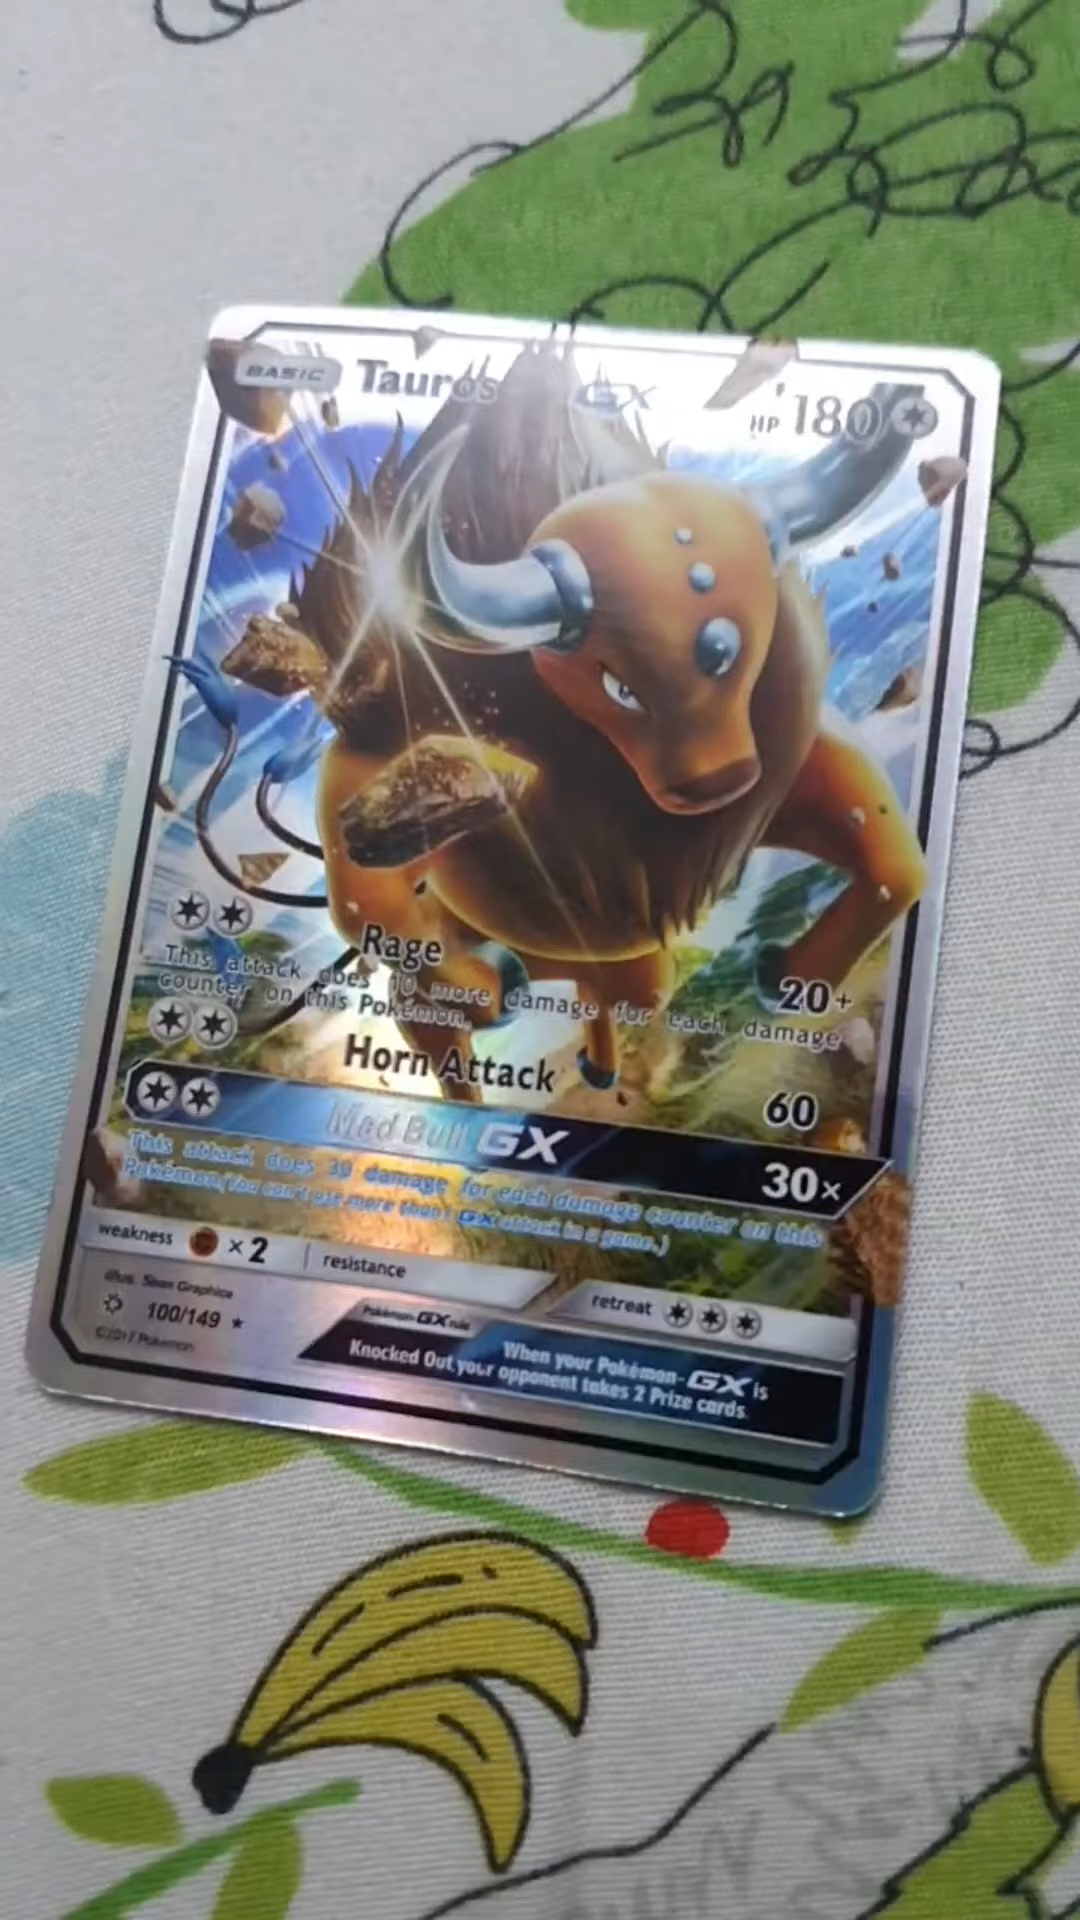 BASIC Tauros GX HP 180
Rage 20+
This attack does 10 more damage for each damage
counter on this Pokémon.
Horn Attack 60
Mad Bull GX 30×
This attack does 30 damage for each damage counter on this
Pokémon. (You can't use more than 1 GX attack in a game.)
weakness ×2 resistance retreat
illus. Soan Graphics
100/149 ★
©2017 Pokémon
Pokémon-GX rule
When your Pokémon-GX is
Knocked Out, your opponent takes 2 Prize cards.